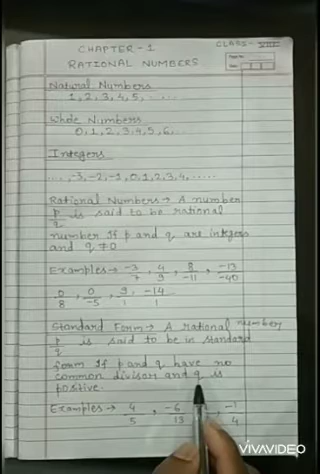 CHAPTER-1
CLASS-VIII
RATIONAL NUMBERS
Page No.
Date
Natural Numbers
1, 2, 3, 4, 5, ......
Whole Numbers
0, 1, 2, 3, 4, 5, 6, ...
Integers
...., -3, -2, -1, 0, 1, 2, 3, 4, ......
Rational Numbers → A number
p/q is said to be rational
number If p and q are integers
and q ≠ 0
Examples → -3/7, 4/9, 8/-11, -13/-40
0/8, 0/-5, 9/1, -14/1
Standard Form → A rational number
p/q is said to be in standard
form If p and q have no
common divisor and q is
positive.
Examples → 4/5, -6/13, -1/4
VIVAVIDEO